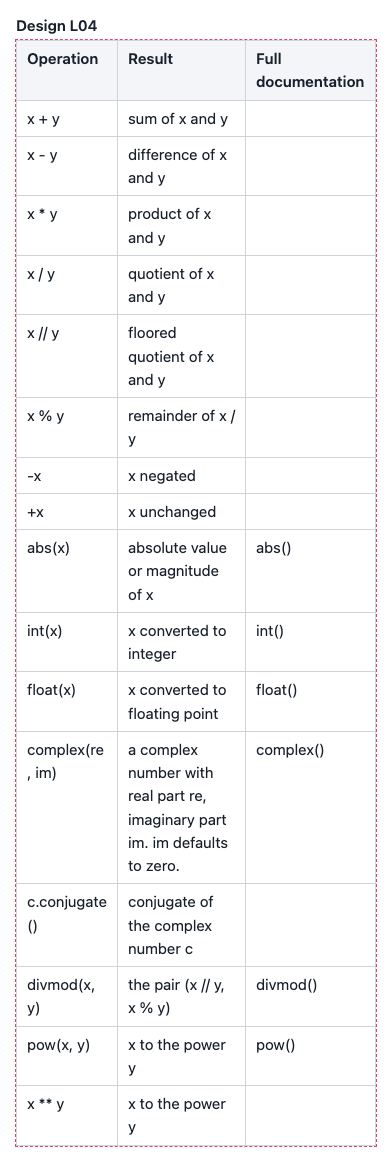 Design L04
Operation Result Full documentation
x + y sum of x and y
x - y difference of x and y
x * y product of x and y
x / y quotient of x and y
x // y floored quotient of x and y
x % y remainder of x / y
-x x negated
+x x unchanged
abs(x) absolute value or magnitude of x abs()
int(x) x converted to integer int()
float(x) x converted to floating point float()
complex(re, im) a complex number with real part re, imaginary part im. im defaults to zero. complex()
c.conjugate() conjugate of the complex number c
divmod(x, y) the pair (x // y, x % y) divmod()
pow(x, y) x to the power y pow()
x ** y x to the power y